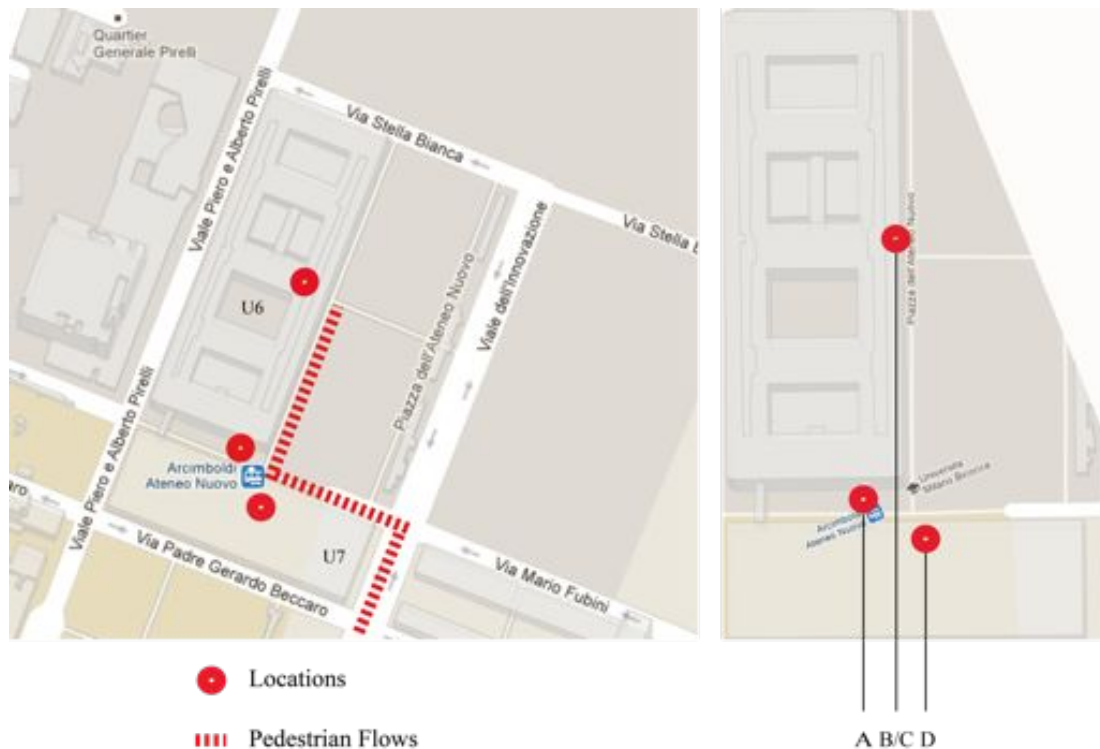 Quartier
Generale Pirelli
Viale Piero e Alberto Pirelli
Via Stella Bianca
Via Stella B
Viale dell'Innovazione
Piazza dell'Ateneo Nuovo
U6
Viale Piero e Alberto Pirelli
Arcimboldi
Ateneo Nuovo
aro
Via Padre Gerardo Beccaro
U7
Via Mario Fubini
Piazza dell'Ateneo Nuovo
Università
Milano Bicocca
Arcimboldi
Ateneo Nuovo
Locations
Pedestrian Flows
A B/C D